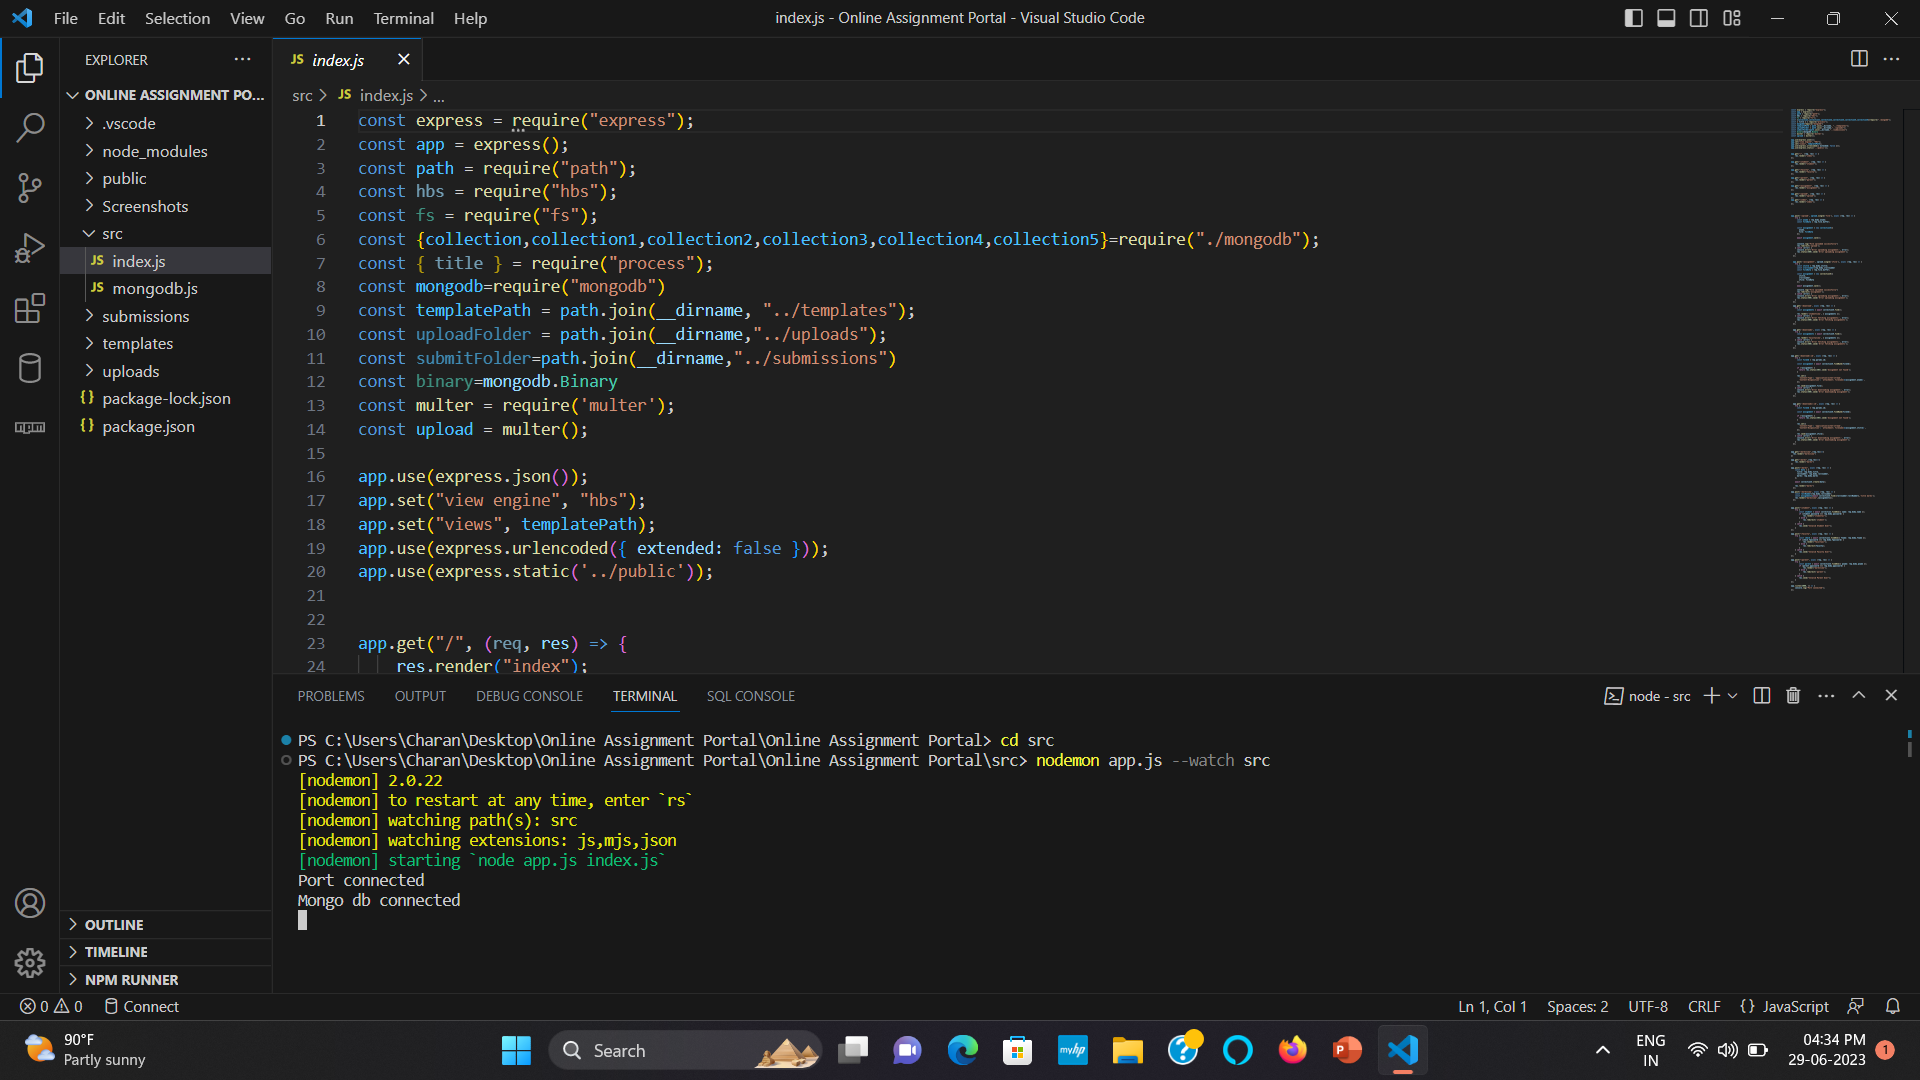 File Edit Selection View Go Run Terminal Help
index.js - Online Assignment Portal - Visual Studio Code
EXPLORER
ONLINE ASSIGNMENT PO...
.vscode
node_modules
public
Screenshots
src
JS index.js
JS mongodb.js
submissions
templates
uploads
{} package-lock.json
{} package.json
OUTLINE
TIMELINE
NPM RUNNER
JS index.js
src > JS index.js > ...
1 const express = require("express");
2 const app = express();
3 const path = require("path");
4 const hbs = require("hbs");
5 const fs = require("fs");
6 const {collection,collection1,collection2,collection3,collection4,collection5}=require("./mongodb");
7 const { title } = require("process");
8 const mongodb=require("mongodb")
9 const templatePath = path.join(__dirname, "../templates");
10 const uploadFolder = path.join(__dirname,"../uploads");
11 const submitFolder=path.join(__dirname,"../submissions")
12 const binary=mongodb.Binary
13 const multer = require('multer');
14 const upload = multer();
15
16 app.use(express.json());
17 app.set("view engine", "hbs");
18 app.set("views", templatePath);
19 app.use(express.urlencoded({ extended: false }));
20 app.use(express.static('../public'));
21
22
23 app.get("/", (req, res) => {
24 res.render("index");
PROBLEMS OUTPUT DEBUG CONSOLE TERMINAL SQL CONSOLE
node - src
PS C:\Users\Charan\Desktop\Online Assignment Portal\Online Assignment Portal> cd src
PS C:\Users\Charan\Desktop\Online Assignment Portal\Online Assignment Portal\src> nodemon app.js --watch src
[nodemon] 2.0.22
[nodemon] to restart at any time, enter `rs`
[nodemon] watching path(s): src
[nodemon] watching extensions: js,mjs,json
[nodemon] starting `node app.js index.js`
Port connected
Mongo db connected
0 0 Connect
Ln 1, Col 1 Spaces: 2 UTF-8 CRLF {} JavaScript
90°F
Partly sunny
Search
myhp
P
ENG
IN
04:34 PM
29-06-2023
1